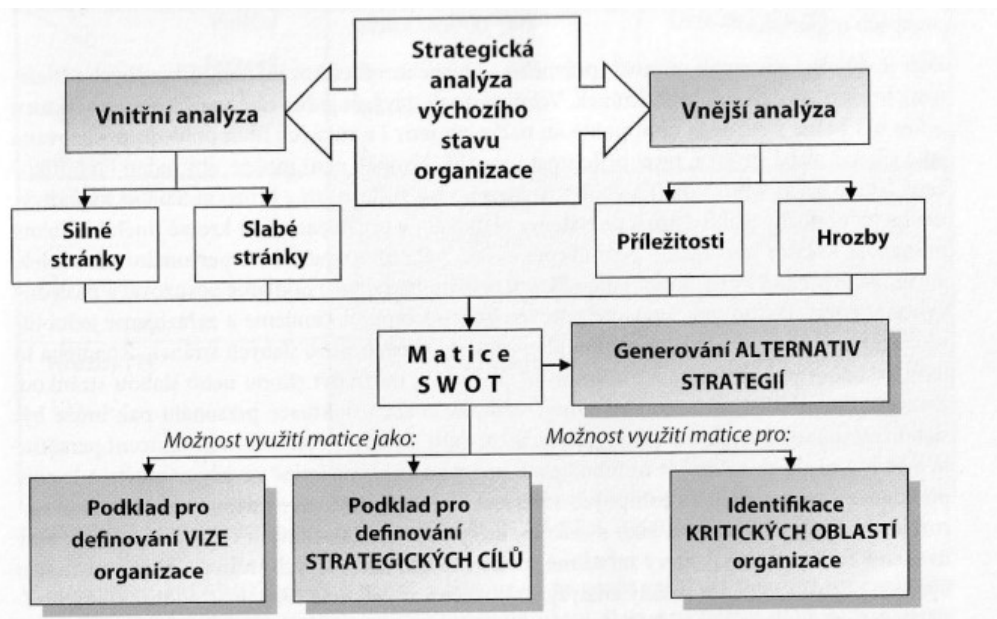 Strategická
analýza
výchozího
stavu
organizace
Vnitřní analýza
Vnější analýza
Silné
stránky
Slabé
stránky
Příležitosti
Hrozby
Matice
SWOT
Generování ALTERNATIV
STRATEGIÍ
Možnost využití matice jako:
Možnost využití matice pro:
Podklad pro
definování VIZE
organizace
Podklad pro
definování
STRATEGICKÝCH CÍLŮ
Identifikace
KRITICKÝCH OBLASTÍ
organizace